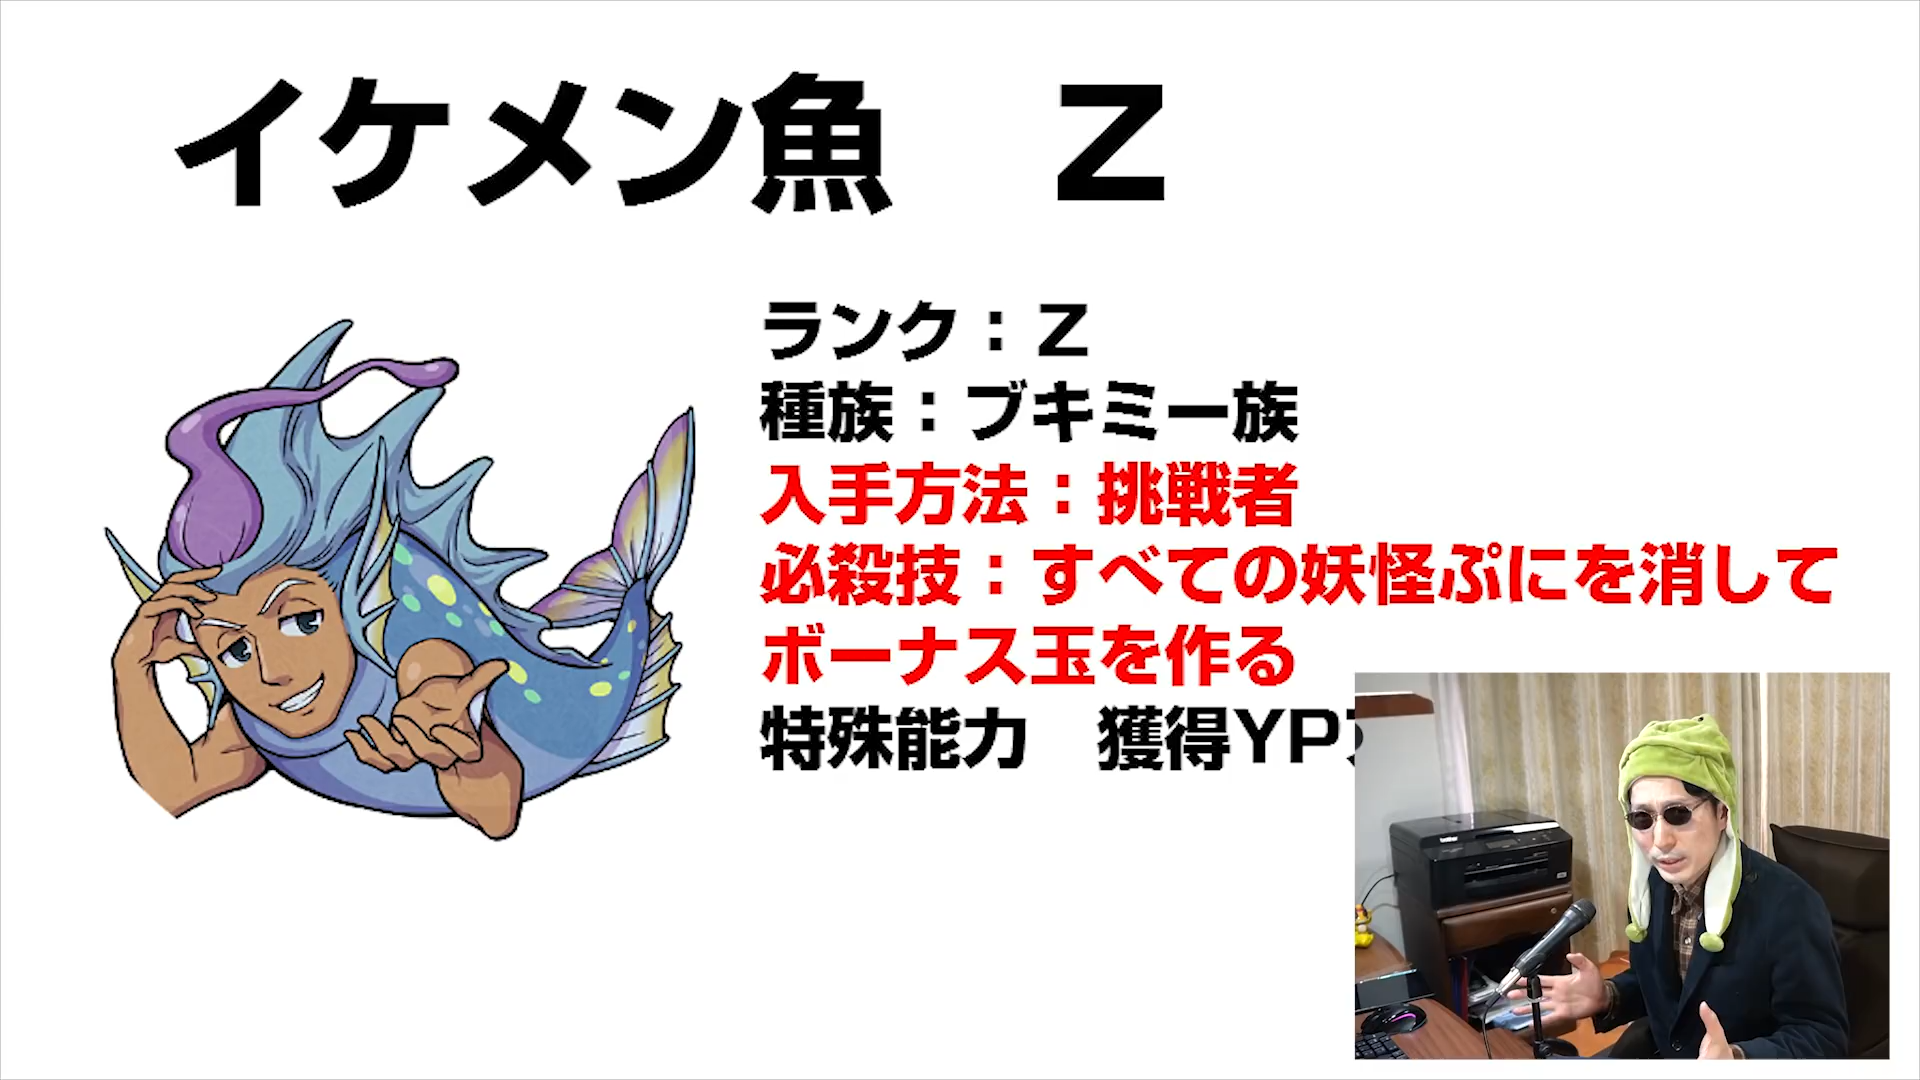 イケメン魚　Z
ランク：Z
種族：ブキミー族
入手方法：挑戦者
必殺技：すべての妖怪ぷにを消して
ボーナス玉を作る
特殊能力　獲得YP
brother